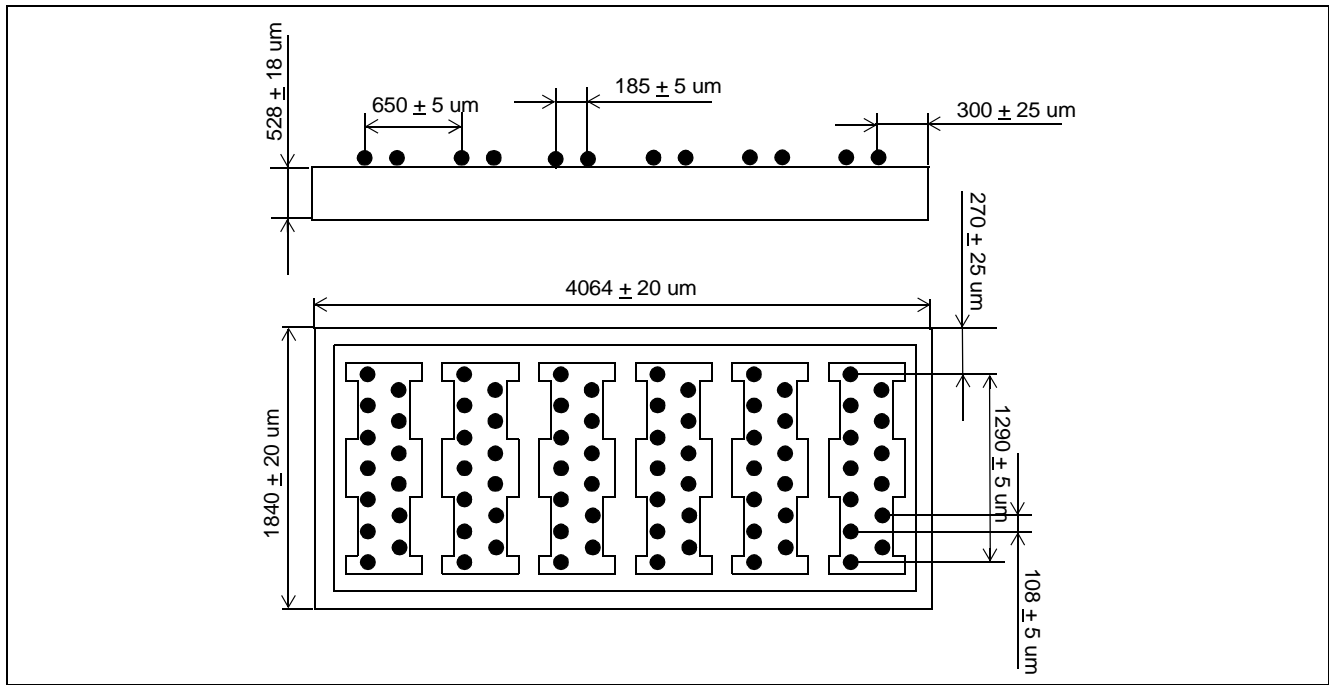 528 ± 18 um
650 ± 5 um
185 ± 5 um
300 ± 25 um
270 ± 25 um
4064 ± 20 um
1840 ± 20 um
1290 ± 5 um
108 ± 5 um